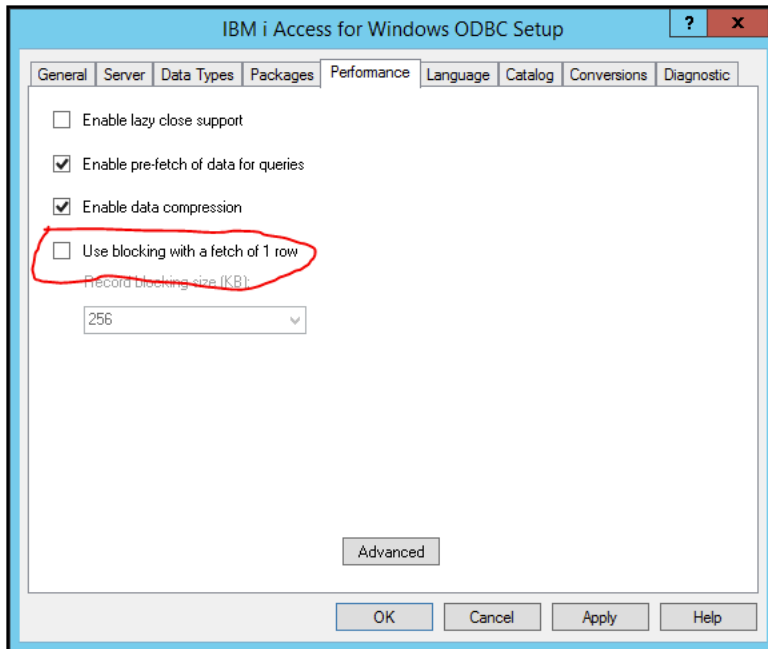 IBM i Access for Windows ODBC Setup
? x
General Server Data Types Packages Performance Language Catalog Conversions Diagnostic
Enable lazy close support
Enable pre-fetch of data for queries
Enable data compression
Use blocking with a fetch of 1 row
Record blocking size (KB):
256
Advanced
OK Cancel Apply Help